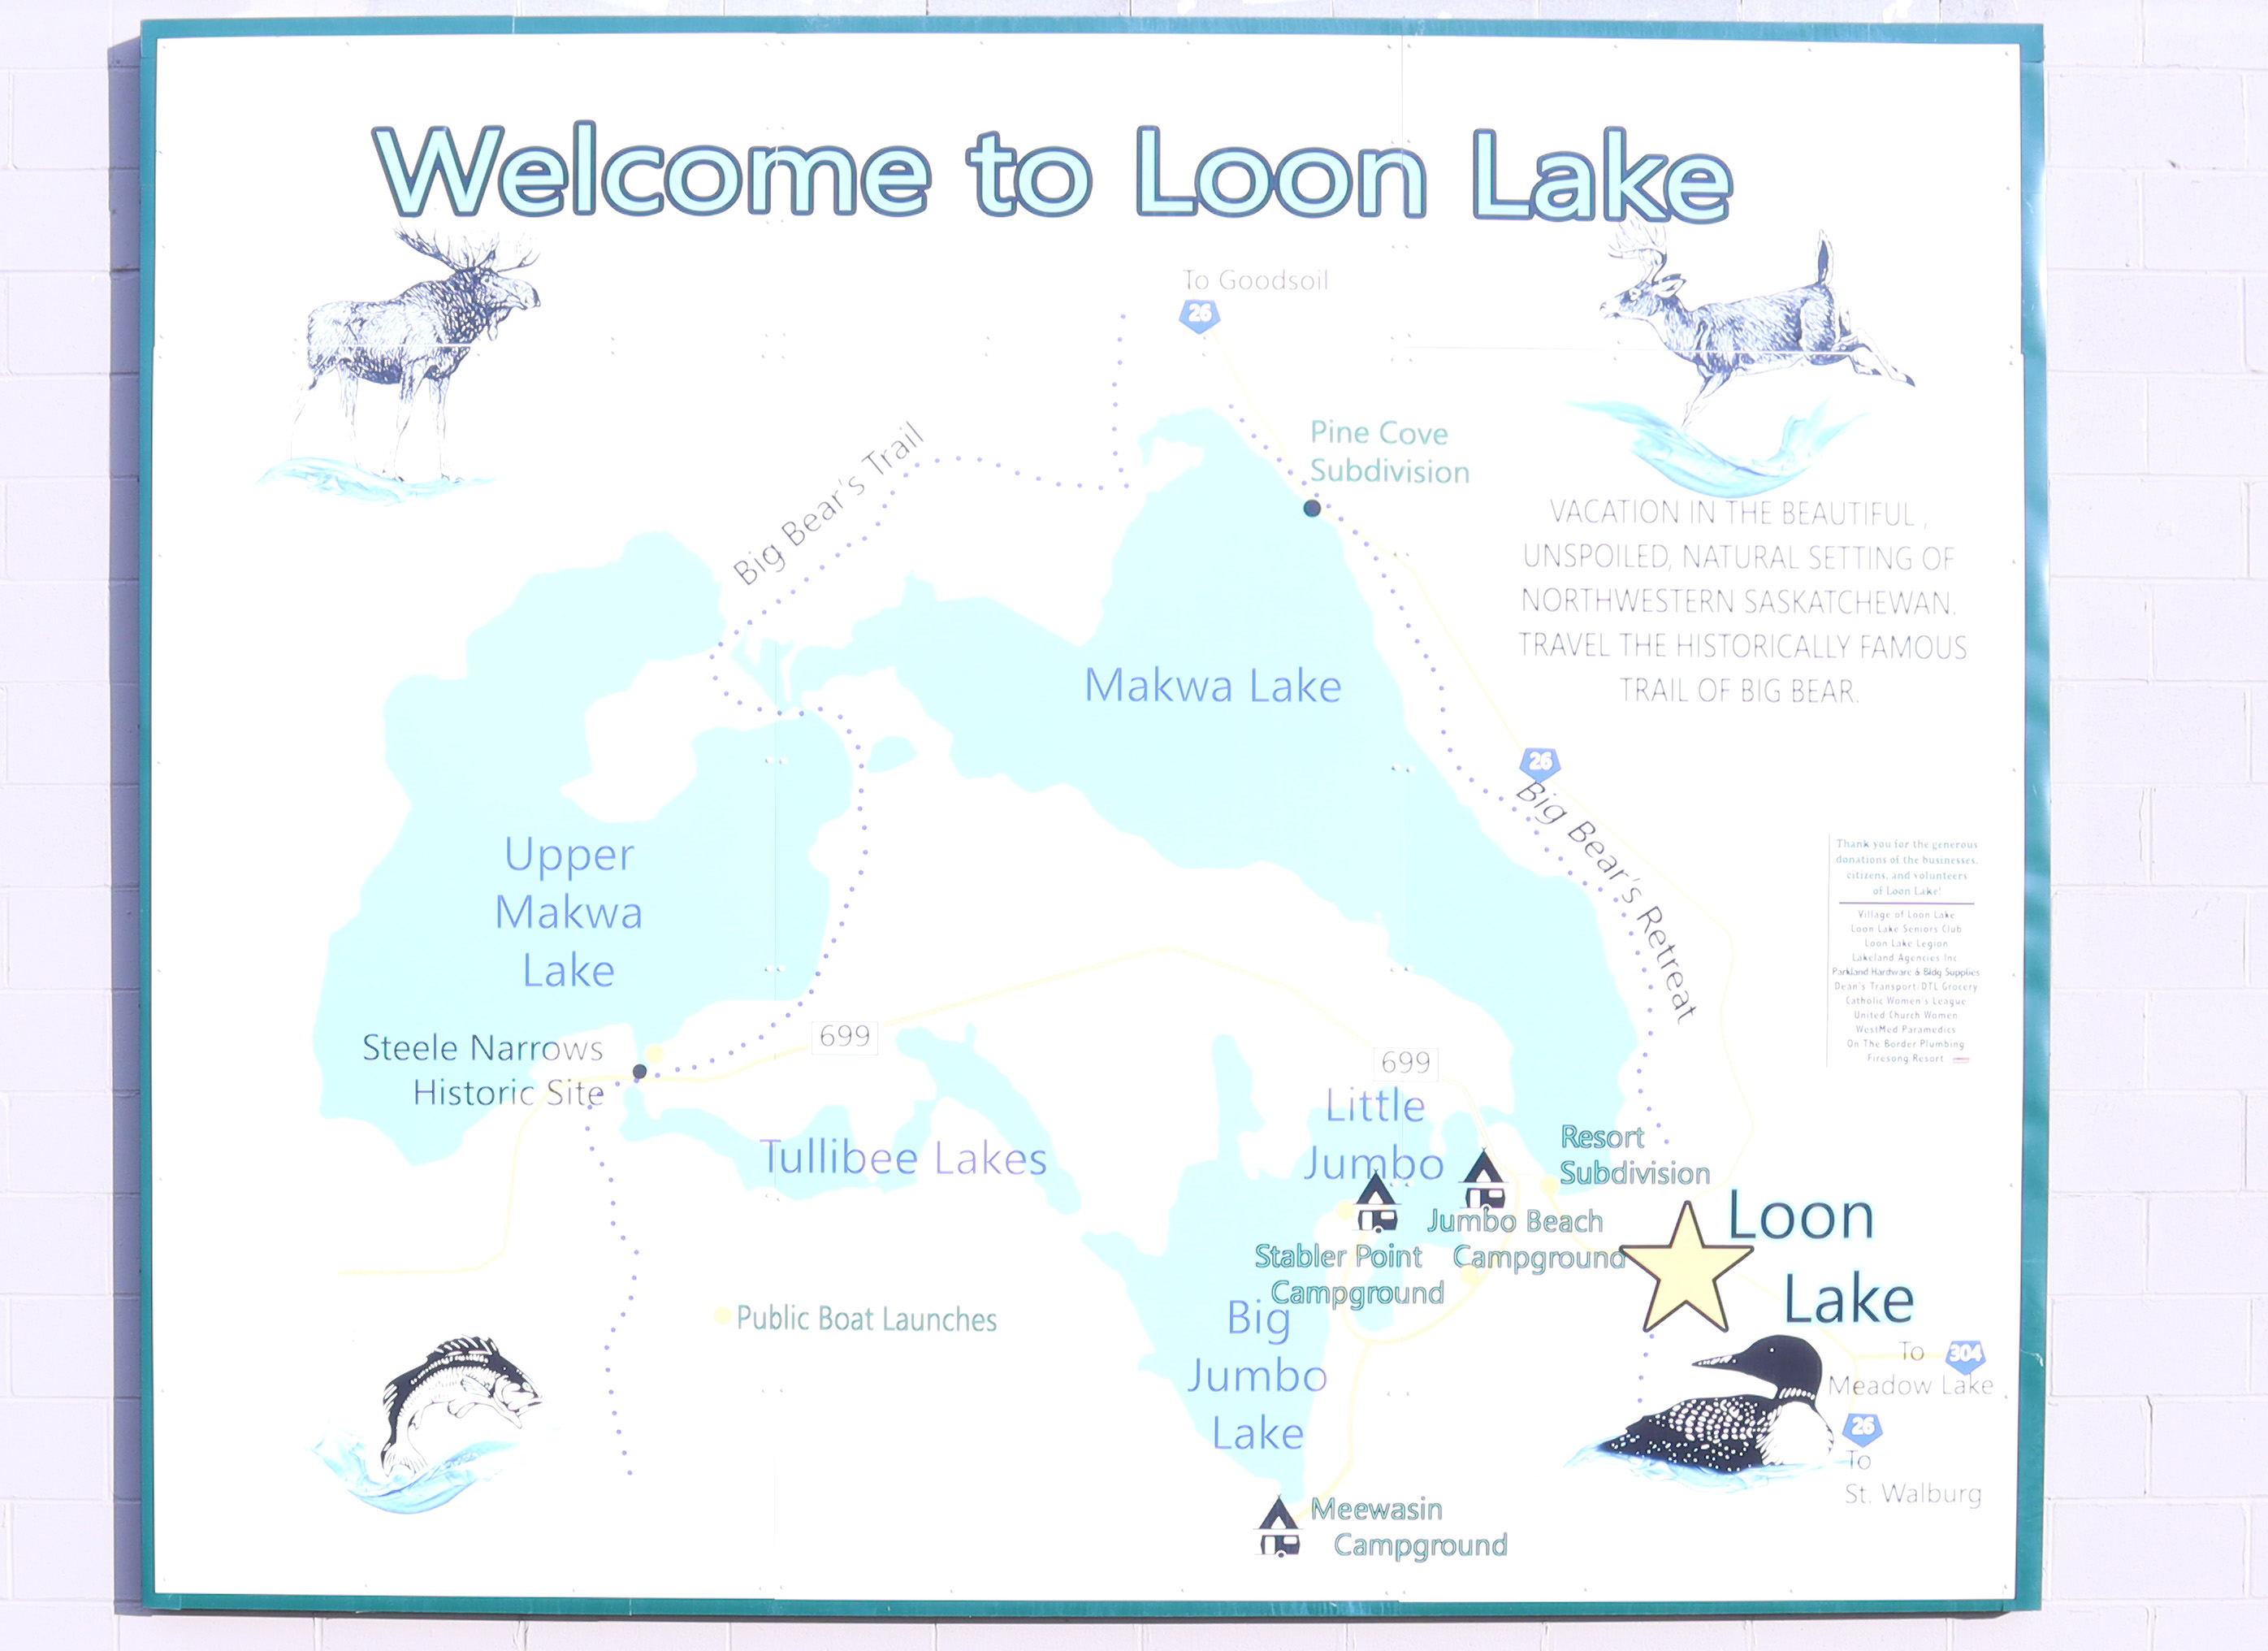 Welcome to Loon Lake
To Goodsoil
26
Pine Cove
Subdivision
Big Bear's Trail
VACATION IN THE BEAUTIFUL ,
UNSPOILED, NATURAL SETTING OF
NORTHWESTERN SASKATCHEWAN.
TRAVEL THE HISTORICALLY FAMOUS
TRAIL OF BIG BEAR.
Makwa Lake
26
Big Bear's Retreat
Upper
Makwa
Lake
Thank you for the generous
donations of the businesses,
citizens, and volunteers
of Loon Lake!
Village of Loon Lake
Loon Lake Seniors Club
Loon Lake Legion
Lakeland Agencies Inc
Parkland Hardware & Bldg Supplies
Dean's Transport/DTL Grocery
Catholic Women's League
United Church Women
WestMed Paramedics
On The Border Plumbing
Firesong Resort
Steele Narrows
Historic Site
699
699
Tullibee Lakes
Little
Jumbo
Resort
Subdivision
Jumbo Beach
Campground
Stabler Point
Campground
Loon
Lake
Big
Jumbo
Lake
Public Boat Launches
To 304
Meadow Lake
26
To
St. Walburg
Meewasin
Campground